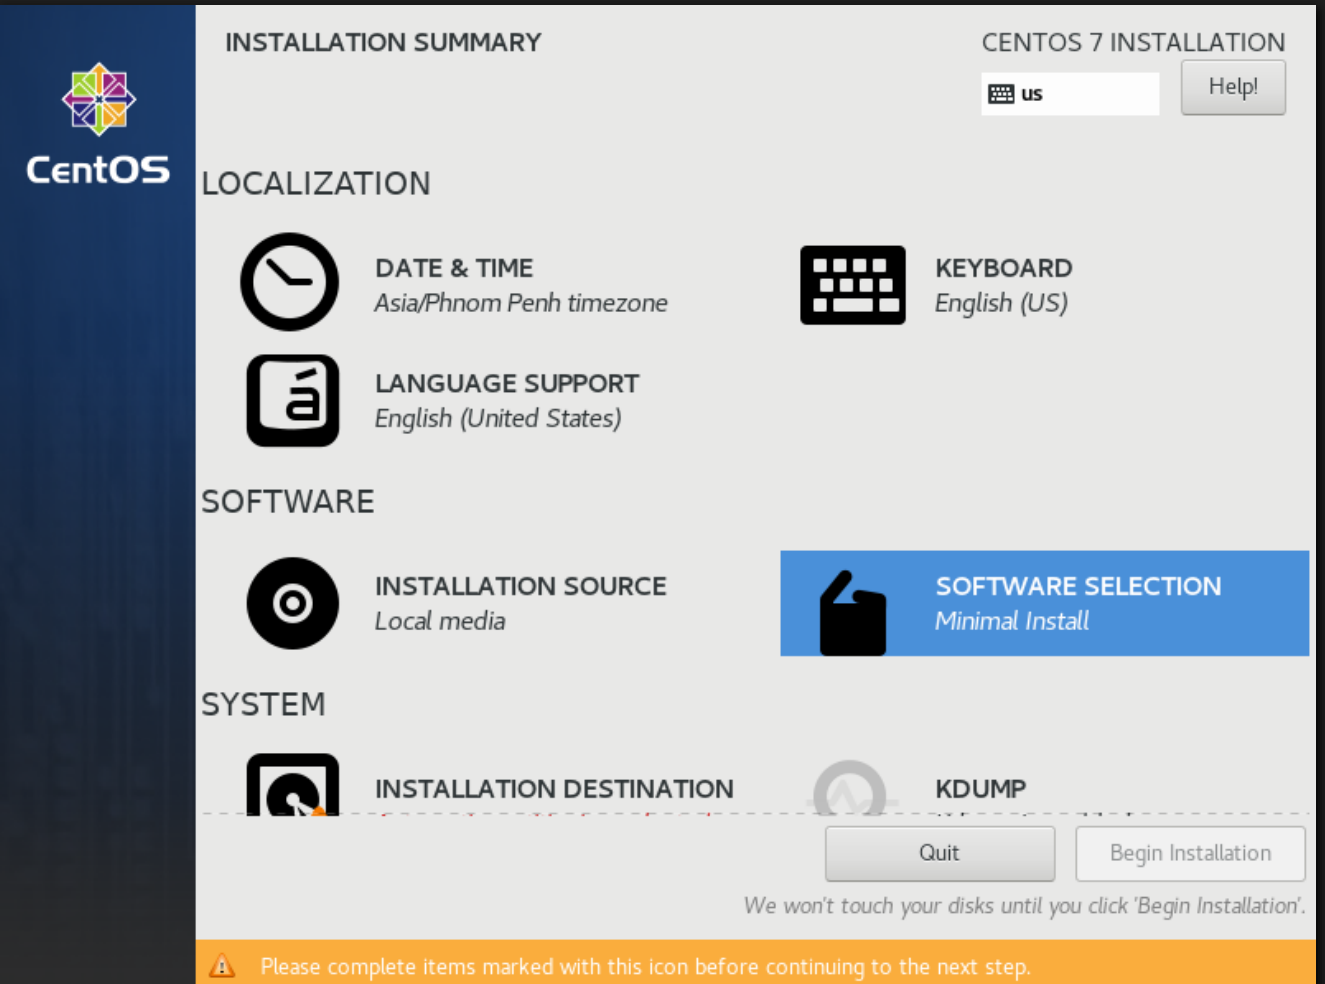 INSTALLATION SUMMARY
CENTOS 7 INSTALLATION
us
Help!
CentOS
LOCALIZATION
DATE & TIME
Asia/Phnom Penh timezone
KEYBOARD
English (US)
á
LANGUAGE SUPPORT
English (United States)
SOFTWARE
INSTALLATION SOURCE
Local media
SOFTWARE SELECTION
Minimal Install
SYSTEM
INSTALLATION DESTINATION
KDUMP
Quit
Begin Installation
We won't touch your disks until you click 'Begin Installation'.
Please complete items marked with this icon before continuing to the next step.